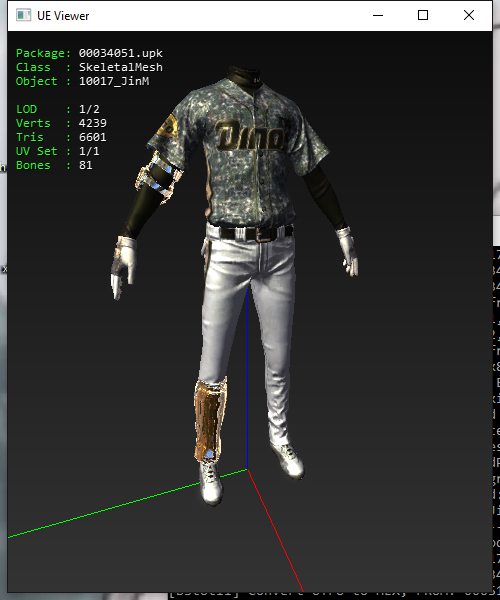 UE Viewer
Package: 00034051.upk
Class : SkeletalMesh
Object : 10017_JinM
LOD : 1/2
Verts : 4239
Tris : 6601
UV Set : 1/1
Bones : 81
Dinos